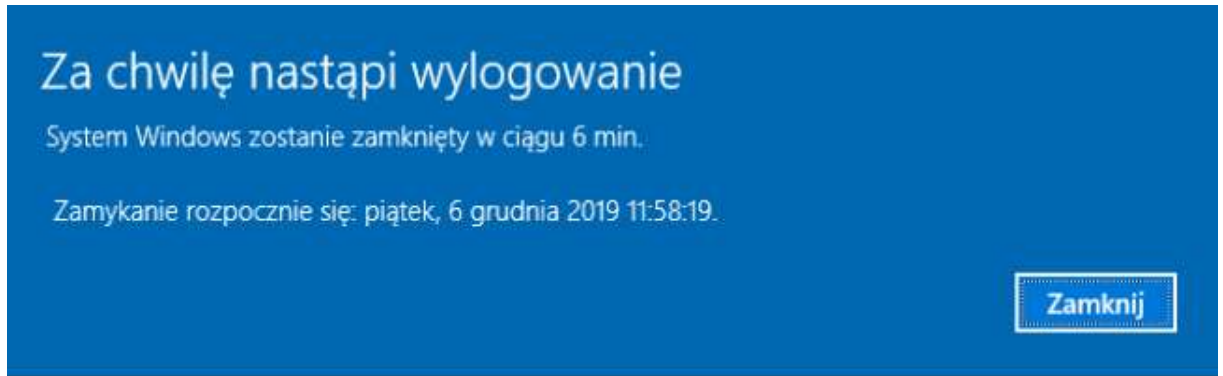 Za chwilę nastąpi wylogowanie
System Windows zostanie zamknięty w ciągu 6 min.
Zamykanie rozpocznie się: piątek, 6 grudnia 2019 11:58:19.
Zamknij